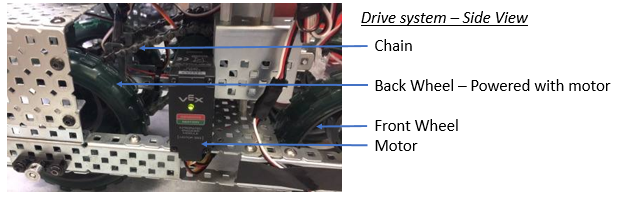 Drive system – Side View
Chain
Back Wheel – Powered with motor
Front Wheel
Motor
VEX